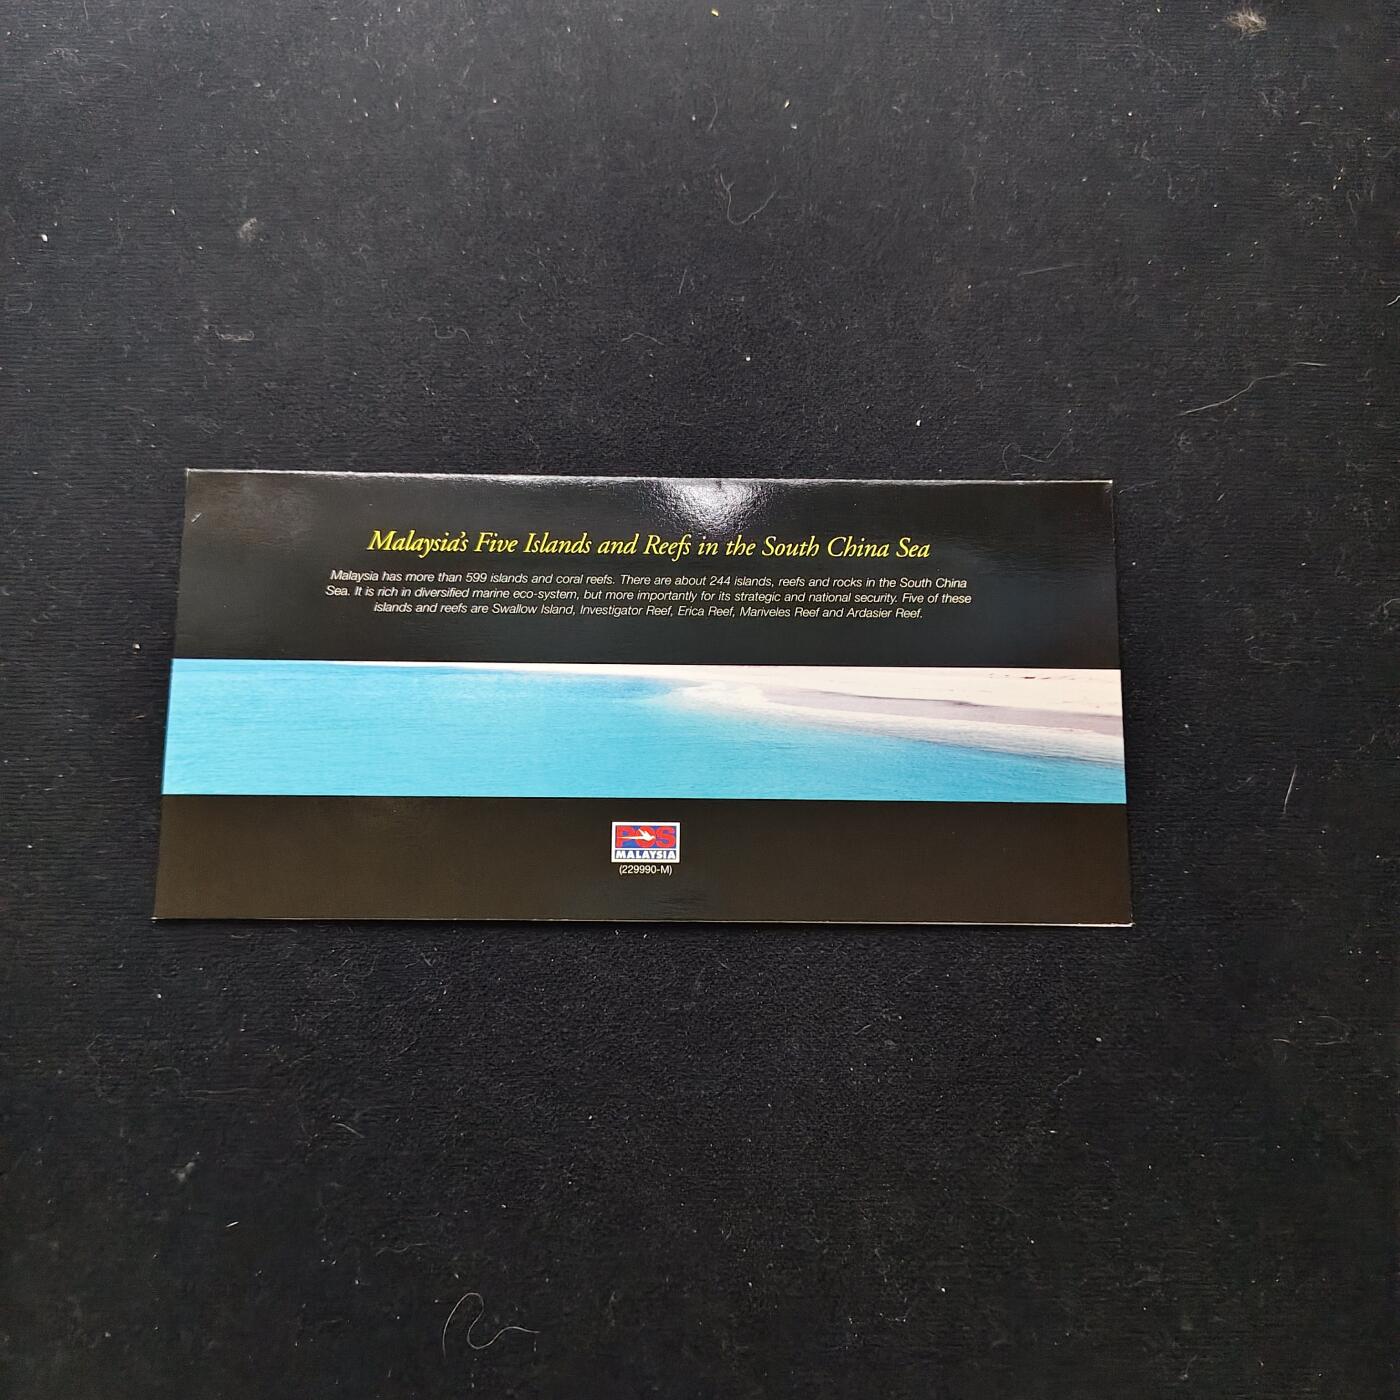 Malaysia's Five Islands and Reefs in the South China Sea
Malaysia has more than 599 islands and coral reefs. There are about 244 islands, reefs and rocks in the South China
Sea. It is rich in diversified marine eco-system, but more importantly for its strategic and national security. Five of these
islands and reefs are Swallow Island, Investigator Reef, Erica Reef, Mariveles Reef and Ardasier Reef.
POS
MALAYSIA
(229990-M)